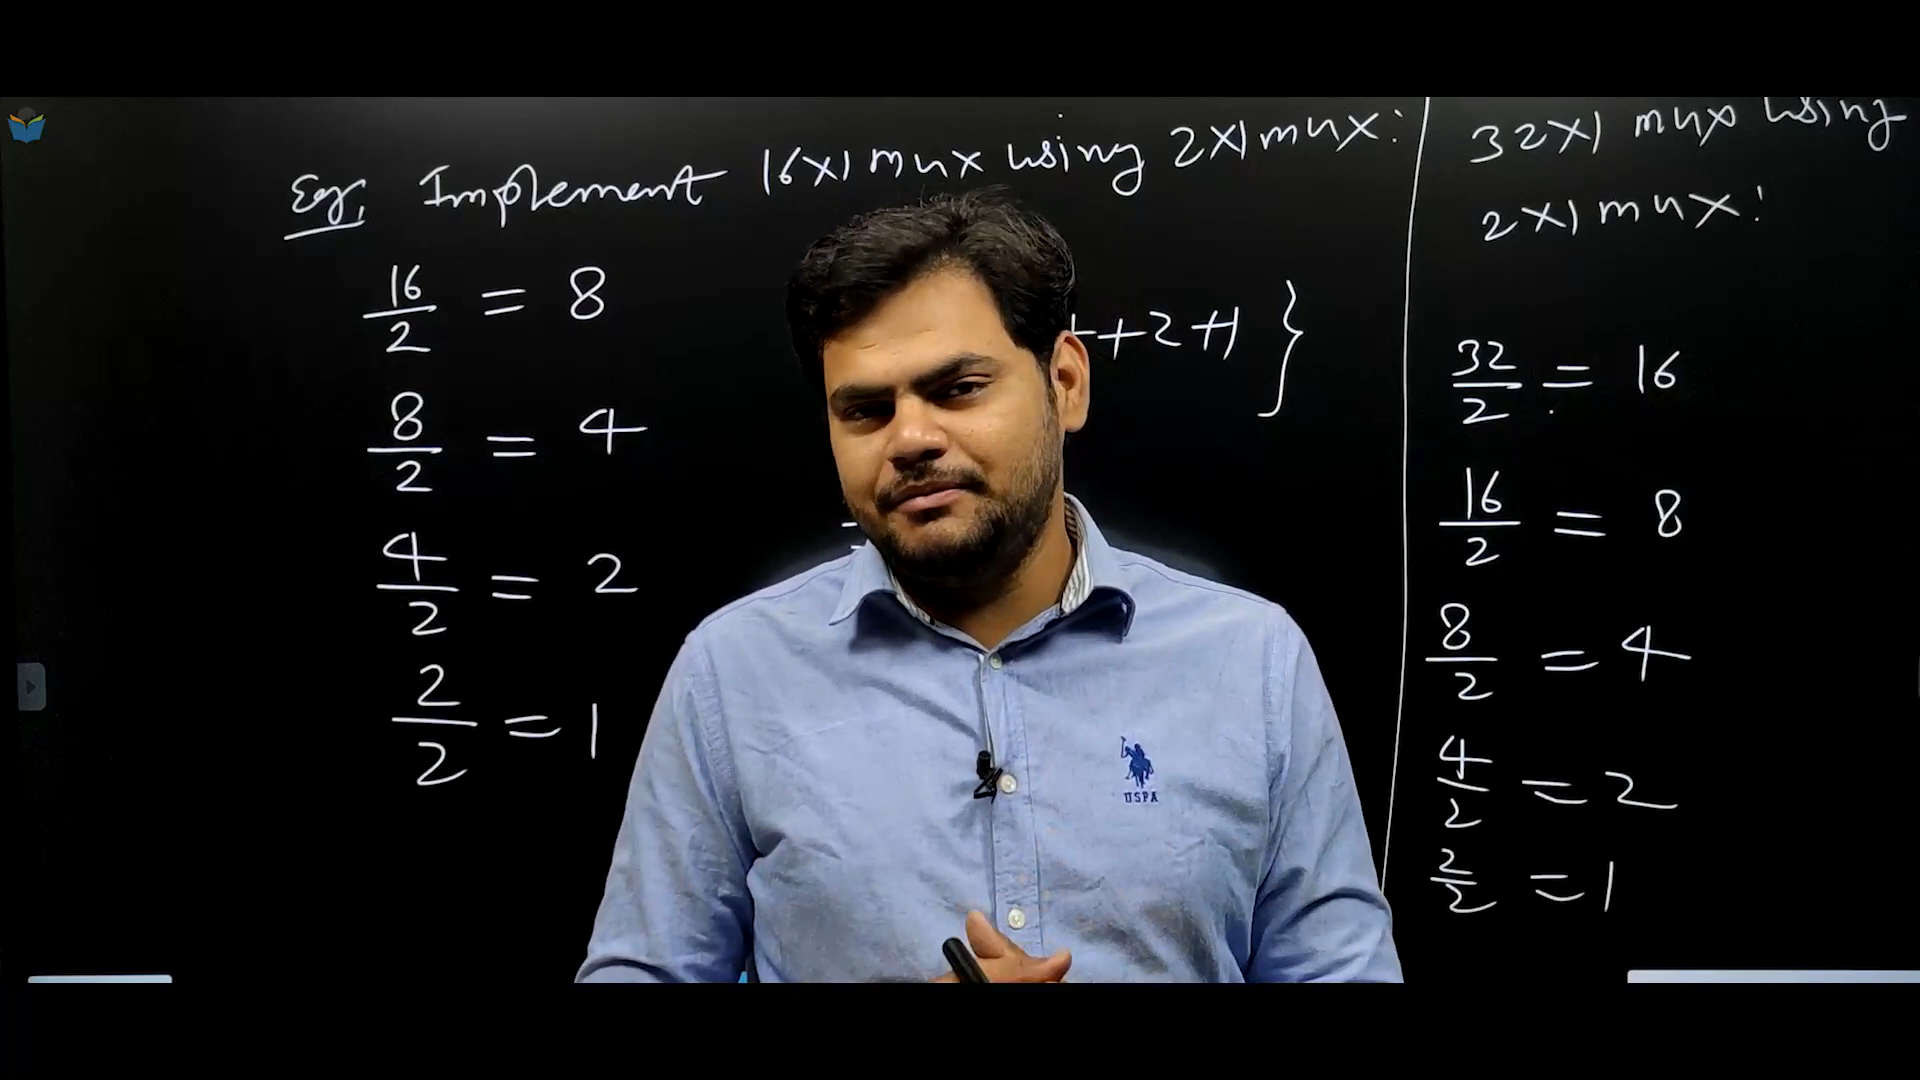 Eg, Implement 16x1 mux using 2x1 mux:
16/2 = 8
8/2 = 4
4/2 = 2
2/2 = 1
+2+1 }
32x1 mux using
2x1 mux:
32/2 = 16
16/2 = 8
8/2 = 4
4/2 = 2
2/2 = 1
USPA